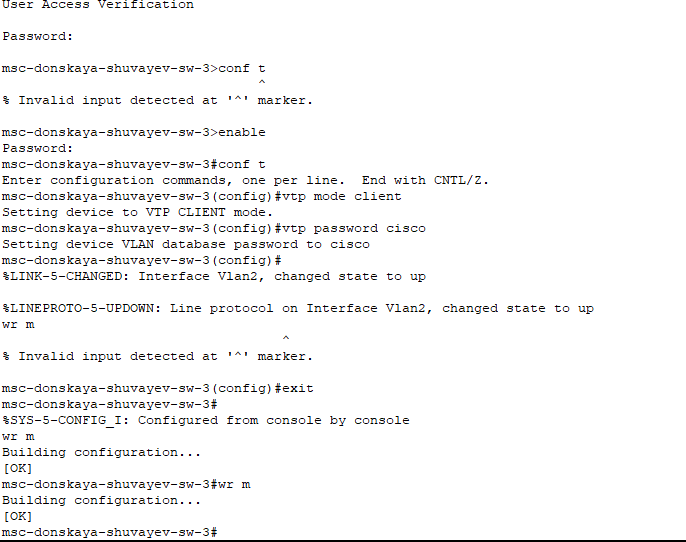 User Access Verification
Password:
msc-donskaya-shuvayev-sw-3>conf t
^
% Invalid input detected at '^' marker.
msc-donskaya-shuvayev-sw-3>enable
Password:
msc-donskaya-shuvayev-sw-3#conf t
Enter configuration commands, one per line.  End with CNTL/Z.
msc-donskaya-shuvayev-sw-3(config)#vtp mode client
Setting device to VTP CLIENT mode.
msc-donskaya-shuvayev-sw-3(config)#vtp password cisco
Setting device VLAN database password to cisco
msc-donskaya-shuvayev-sw-3(config)#
%LINK-5-CHANGED: Interface Vlan2, changed state to up
%LINEPROTO-5-UPDOWN: Line protocol on Interface Vlan2, changed state to up
wr m
^
% Invalid input detected at '^' marker.
msc-donskaya-shuvayev-sw-3(config)#exit
msc-donskaya-shuvayev-sw-3#
%SYS-5-CONFIG_I: Configured from console by console
wr m
Building configuration...
[OK]
msc-donskaya-shuvayev-sw-3#wr m
Building configuration...
[OK]
msc-donskaya-shuvayev-sw-3#